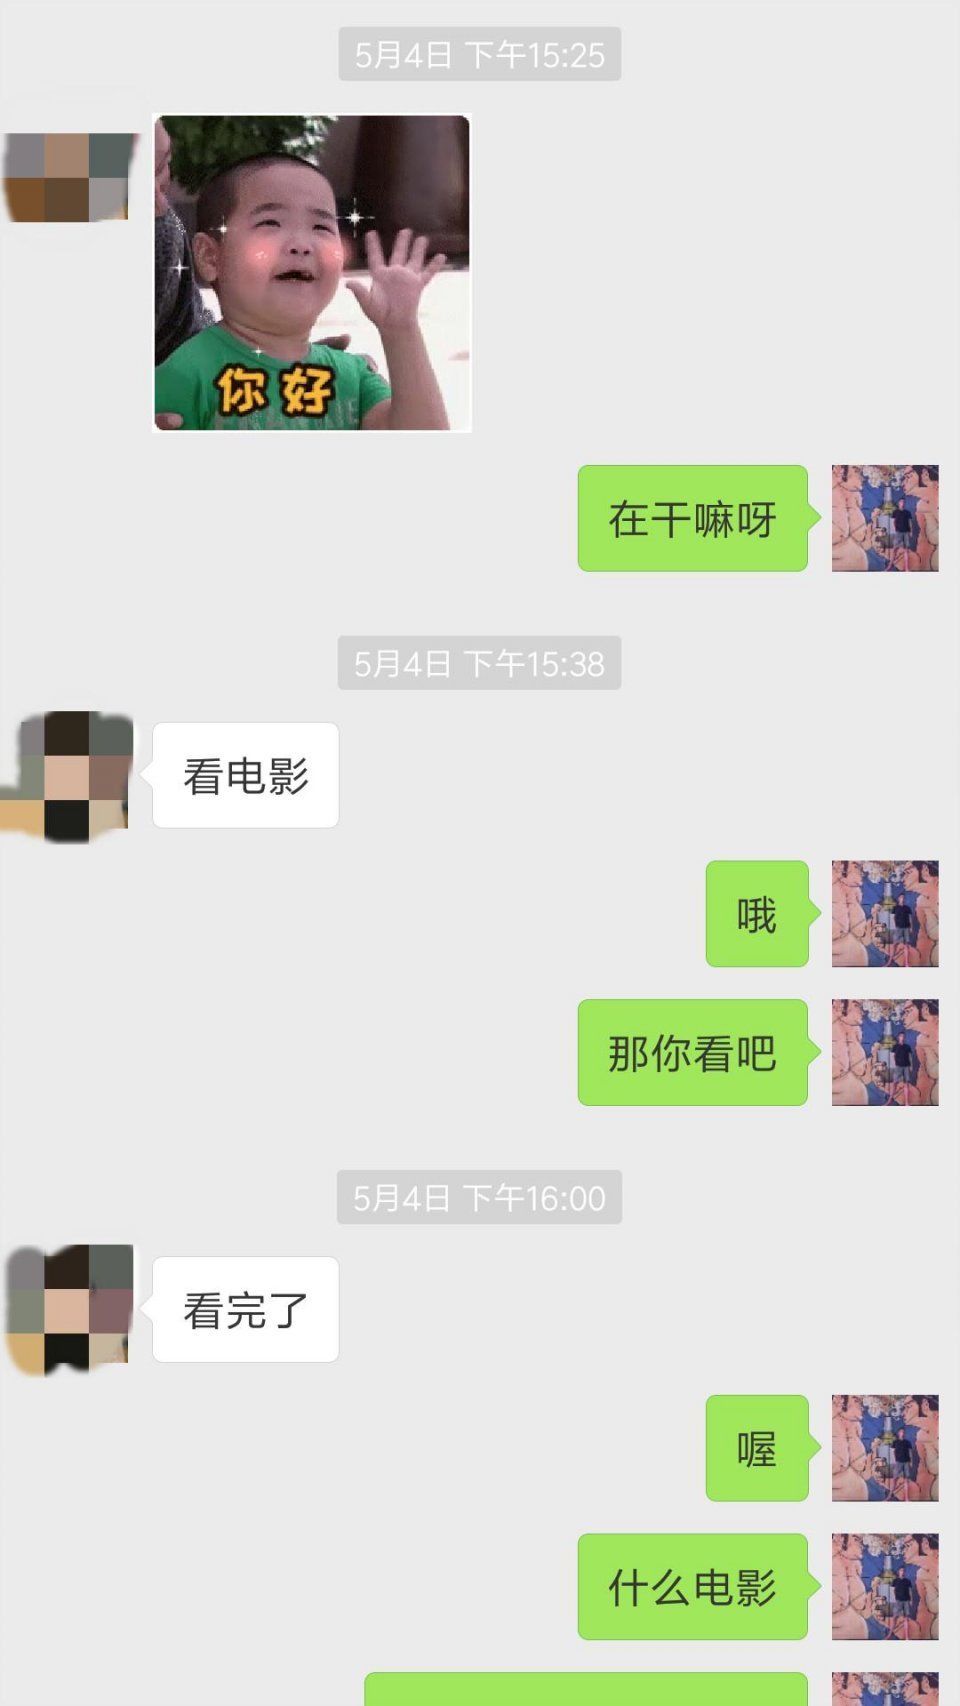 5月4日 下午15:25
你好
在干嘛呀
5月4日 下午15:38
看电影
哦
那你看吧
5月4日 下午16:00
看完了
喔
什么电影